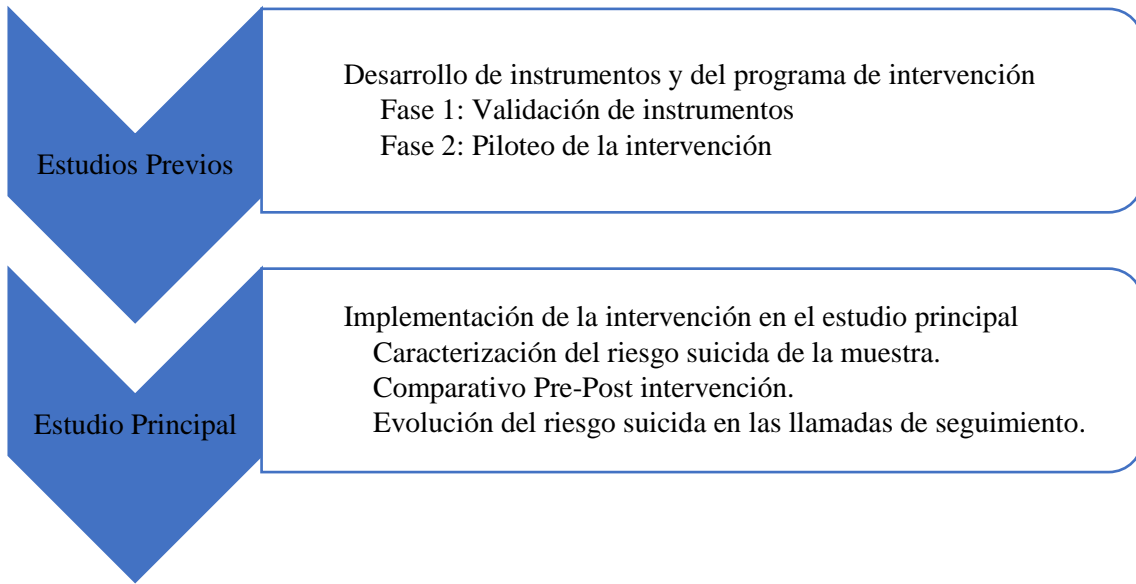 Estudios Previos
Desarrollo de instrumentos y del programa de intervención
Fase 1: Validación de instrumentos
Fase 2: Piloteo de la intervención
Estudio Principal
Implementación de la intervención en el estudio principal
Caracterización del riesgo suicida de la muestra.
Comparativo Pre-Post intervención.
Evolución del riesgo suicida en las llamadas de seguimiento.